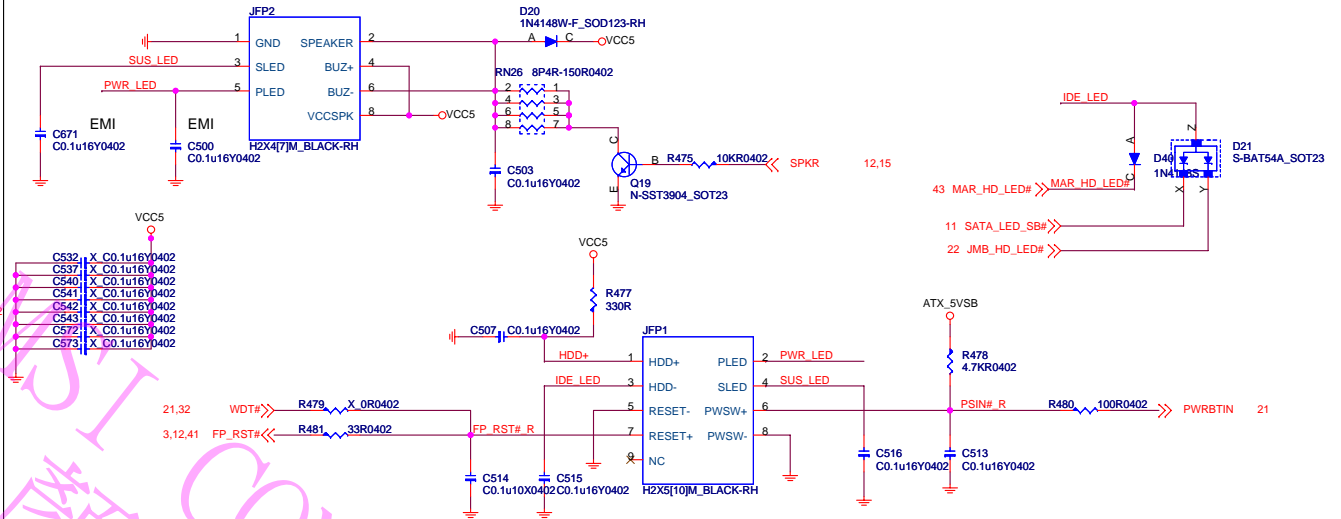 JFP2
1 GND SPEAKER 2
3 SLED BUZ+ 4
5 PLED BUZ- 6
VCCSPK 8
H2X4[7]M_BLACK-RH
SUS_LED
PWR_LED
EMI
EMI
C671
C0.1u16Y0402
C500
C0.1u16Y0402
D20
1N4148W-F_SOD123-RH
A C
VCC5
VCC5
RN26 8P4R-150R0402
2 1
4 3
6 5
8 7
C503
C0.1u16Y0402
C
B
E
Q19
N-SST3904_SOT23
R475 10KR0402
SPKR 12,15
IDE_LED
A
C
Z
X
Y
D40
D21
S-BAT54A_SOT23
43 MAR_HD_LED#
MAR_HD_LED#
11 SATA_LED_SB#
22 JMB_HD_LED#
VCC5
C532 X_C0.1u16Y0402
C537 X_C0.1u16Y0402
C540 X_C0.1u16Y0402
C541 X_C0.1u16Y0402
C542 X_C0.1u16Y0402
C543 X_C0.1u16Y0402
C572 X_C0.1u16Y0402
C573 X_C0.1u16Y0402
VCC5
R477
330R
C507 C0.1u16Y0402
JFP1
HDD+ 1 HDD+ PLED 2 PWR_LED
IDE_LED 3 HDD- SLED 4 SUS_LED
5 RESET- PWSW+ 6
7 RESET+ PWSW- 8
9 NC
H2X5[10]M_BLACK-RH
21,32 WDT# R479 X_0R0402
3,12,41 FP_RST# R481 33R0402 FP_RST#_R
C514
C0.1u10X0402
C515
C0.1u16Y0402
ATX_5VSB
R478
4.7KR0402
PSIN#_R
R480 100R0402
PWRBTIN 21
C516
C0.1u16Y0402
C513
C0.1u16Y0402
MSI